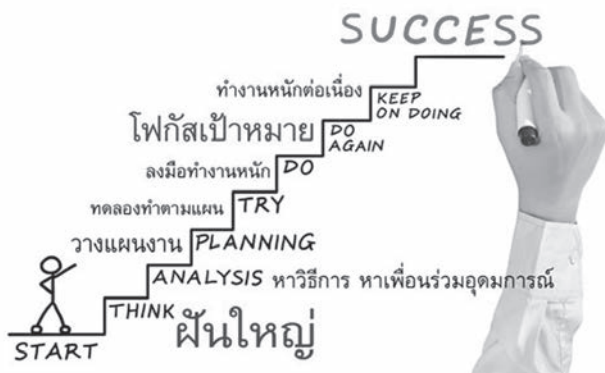 SUCCESS
ทำงานหนักต่อเนื่อง
KEEP
ON DOING
โฟกัสเป้าหมาย
DO
AGAIN
ลงมือทำงานหนัก DO
ทดลองทำตามแผน TRY
วางแผนงาน PLANNING
ANALYSIS หาวิธีการ หาเพื่อนร่วมอุดมการณ์
THINK ฝันใหญ่
START